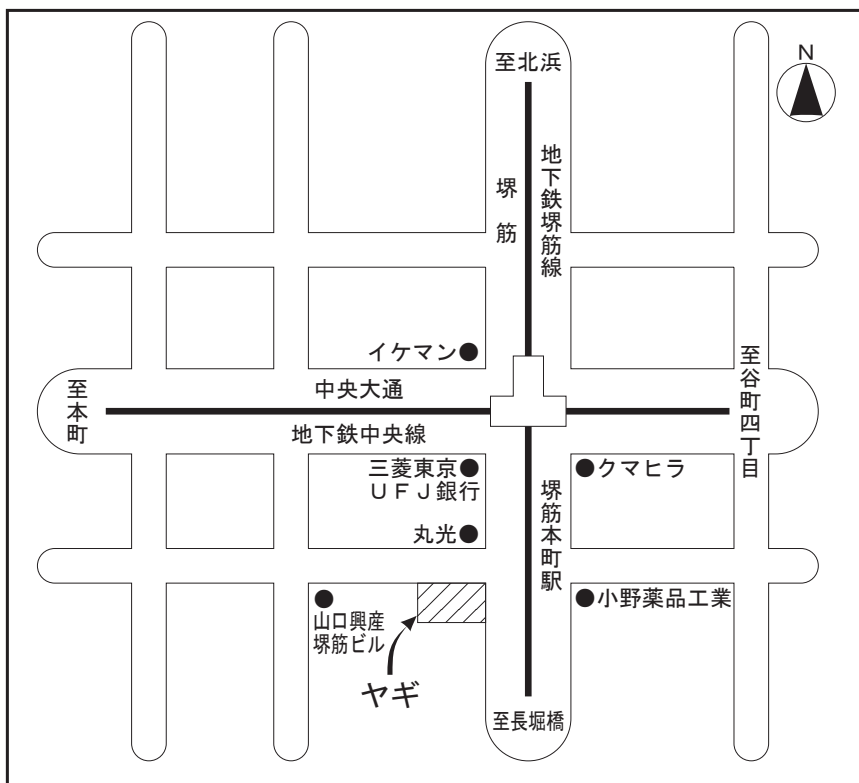 至北浜
N
堺筋
地下鉄堺筋線
イケマン
至本町
中央大通
至谷町四丁目
地下鉄中央線
三菱東京
UFJ銀行
クマヒラ
丸光
堺筋本町駅
山口興産
堺筋ビル
小野薬品工業
ヤギ
至長堀橋